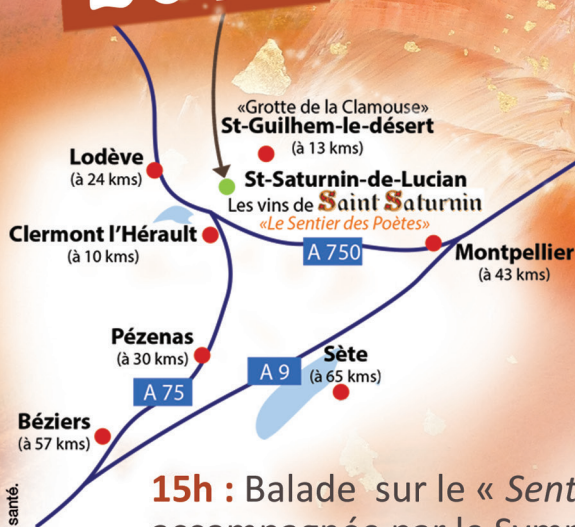 «Grotte de la Clamouse»
St-Guilhem-le-désert
(à 13 kms)
Lodève
(à 24 kms)
St-Saturnin-de-Lucian
Les vins de Saint Saturnin
«Le Sentier des Poètes»
Clermont l'Hérault
(à 10 kms)
A 750
Montpellier
(à 43 kms)
Pézenas
(à 30 kms)
A 9
Sète
(à 65 kms)
A 75
Béziers
(à 57 kms)
santé.
15h : Balade sur le « Sent